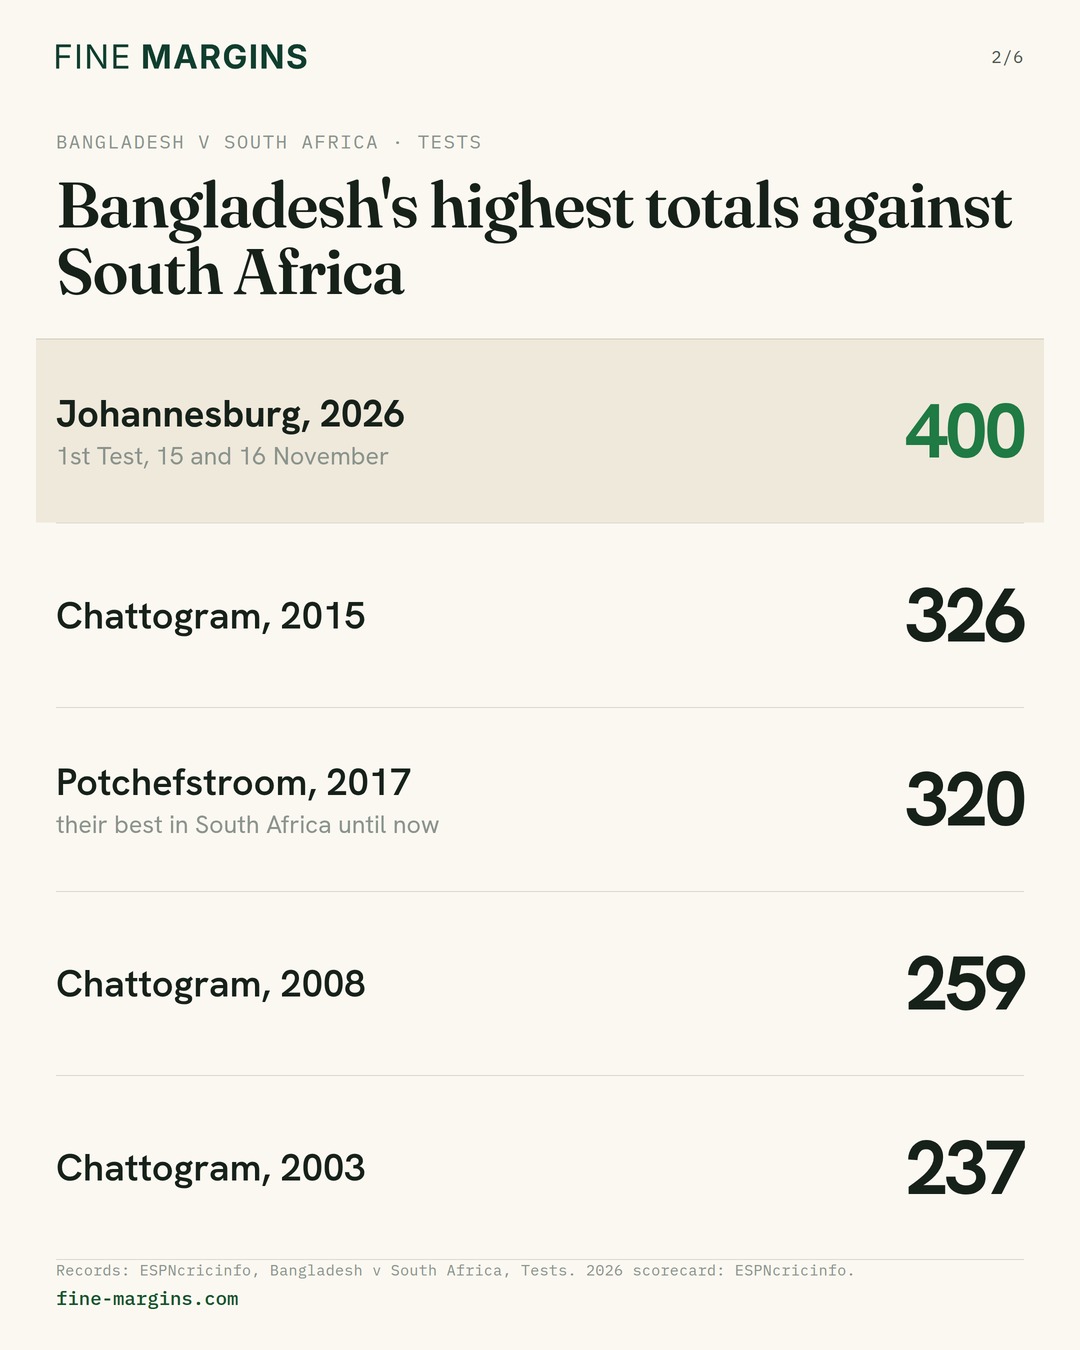 FINE MARGINS
2/6
BANGLADESH V SOUTH AFRICA · TESTS
Bangladesh's highest totals against
South Africa
Johannesburg, 2026
1st Test, 15 and 16 November
400
Chattogram, 2015
326
Potchefstroom, 2017
their best in South Africa until now
320
Chattogram, 2008
259
Chattogram, 2003
237
Records: ESPNcricinfo, Bangladesh v South Africa, Tests. 2026 scorecard: ESPNcricinfo.
fine-margins.com